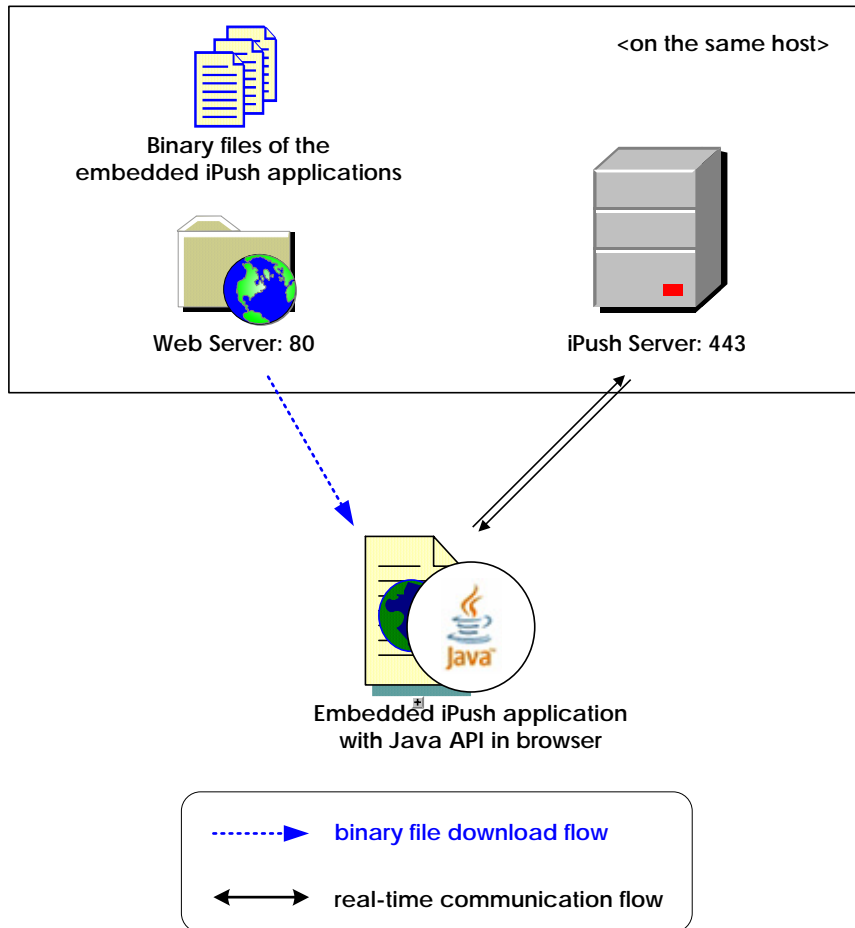 <on the same host>
Binary files of the
embedded iPush applications
Web Server: 80
iPush Server: 443
Java™
Embedded iPush application
with Java API in browser
binary file download flow
real-time communication flow